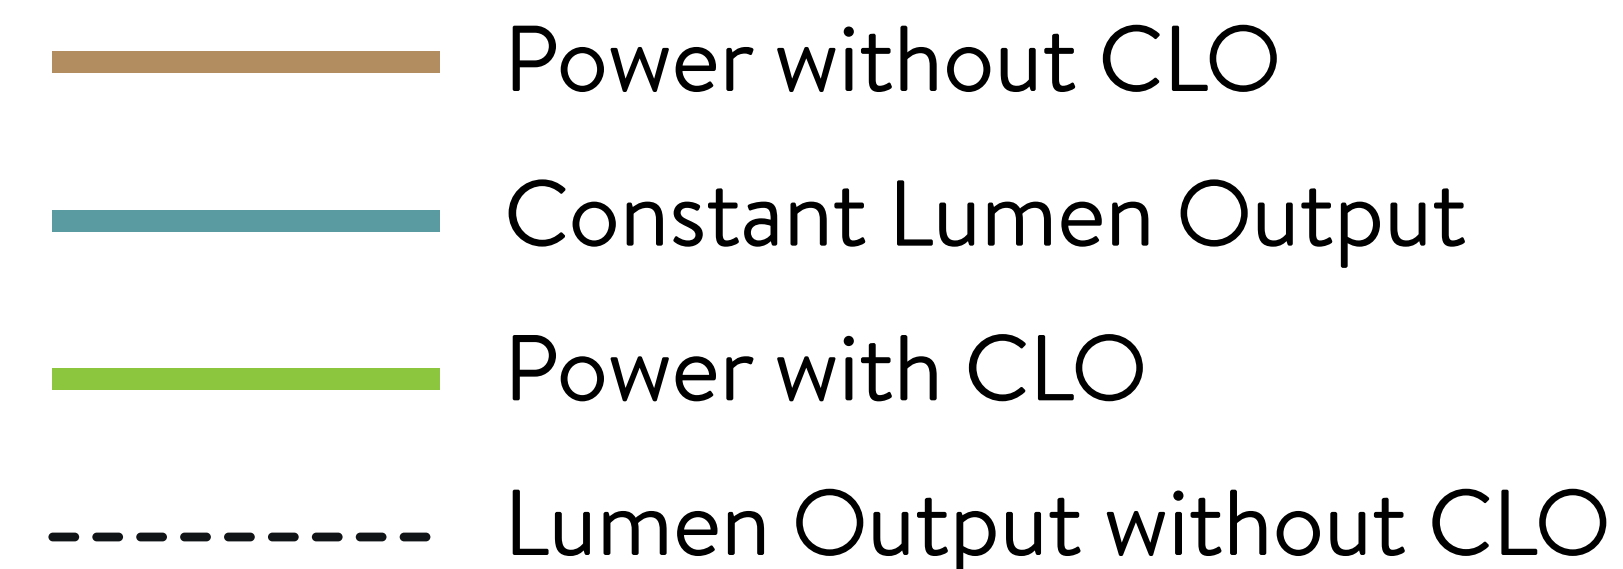 Power without CLO
Constant Lumen Output
Power with CLO
Lumen Output without CLO